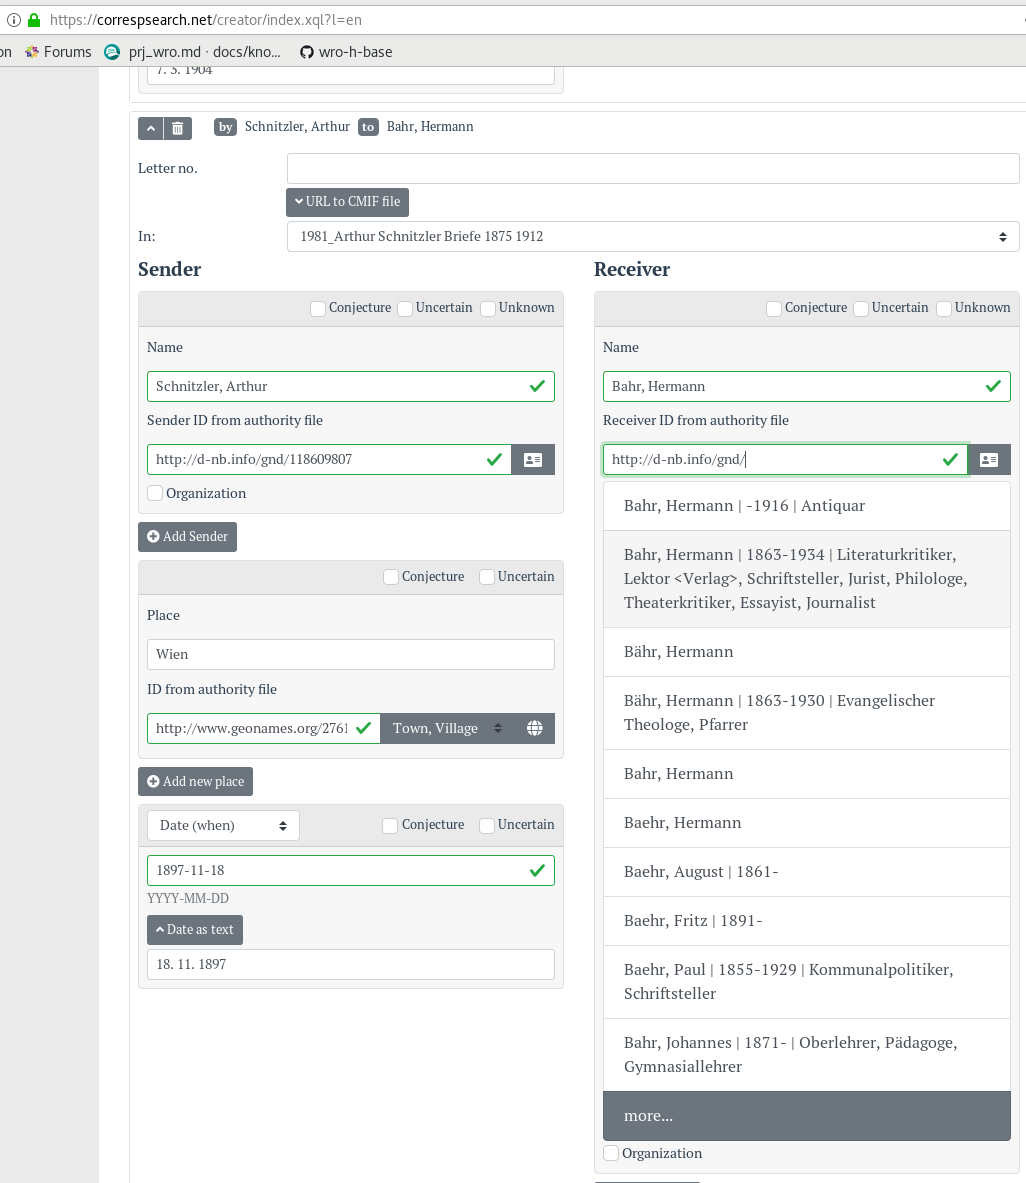 https://correspsearch.net/creator/index.xql?l=en
on Forums prj_wro.md · docs/kno... wro-h-base
7. 3. 1904
by Schnitzler, Arthur to Bahr, Hermann
Letter no.
URL to CMIF file
In: 1981_Arthur Schnitzler Briefe 1875 1912
Sender
Conjecture Uncertain Unknown
Name
Schnitzler, Arthur
Sender ID from authority file
http://d-nb.info/gnd/118609807
Organization
Add Sender
Conjecture Uncertain
Place
Wien
ID from authority file
http://www.geonames.org/2761 Town, Village
Add new place
Date (when) Conjecture Uncertain
1897-11-18
YYYY-MM-DD
Date as text
18. 11. 1897
Receiver
Conjecture Uncertain Unknown
Name
Bahr, Hermann
Receiver ID from authority file
http://d-nb.info/gnd/
Bahr, Hermann | -1916 | Antiquar
Bahr, Hermann | 1863-1934 | Literaturkritiker,
Lektor <Verlag>, Schriftsteller, Jurist, Philologe,
Theaterkritiker, Essayist, Journalist
Bähr, Hermann
Bähr, Hermann | 1863-1930 | Evangelischer
Theologe, Pfarrer
Bahr, Hermann
Baehr, Hermann
Baehr, August | 1861-
Baehr, Fritz | 1891-
Baehr, Paul | 1855-1929 | Kommunalpolitiker,
Schriftsteller
Bahr, Johannes | 1871- | Oberlehrer, Pädagoge,
Gymnasiallehrer
more...
Organization